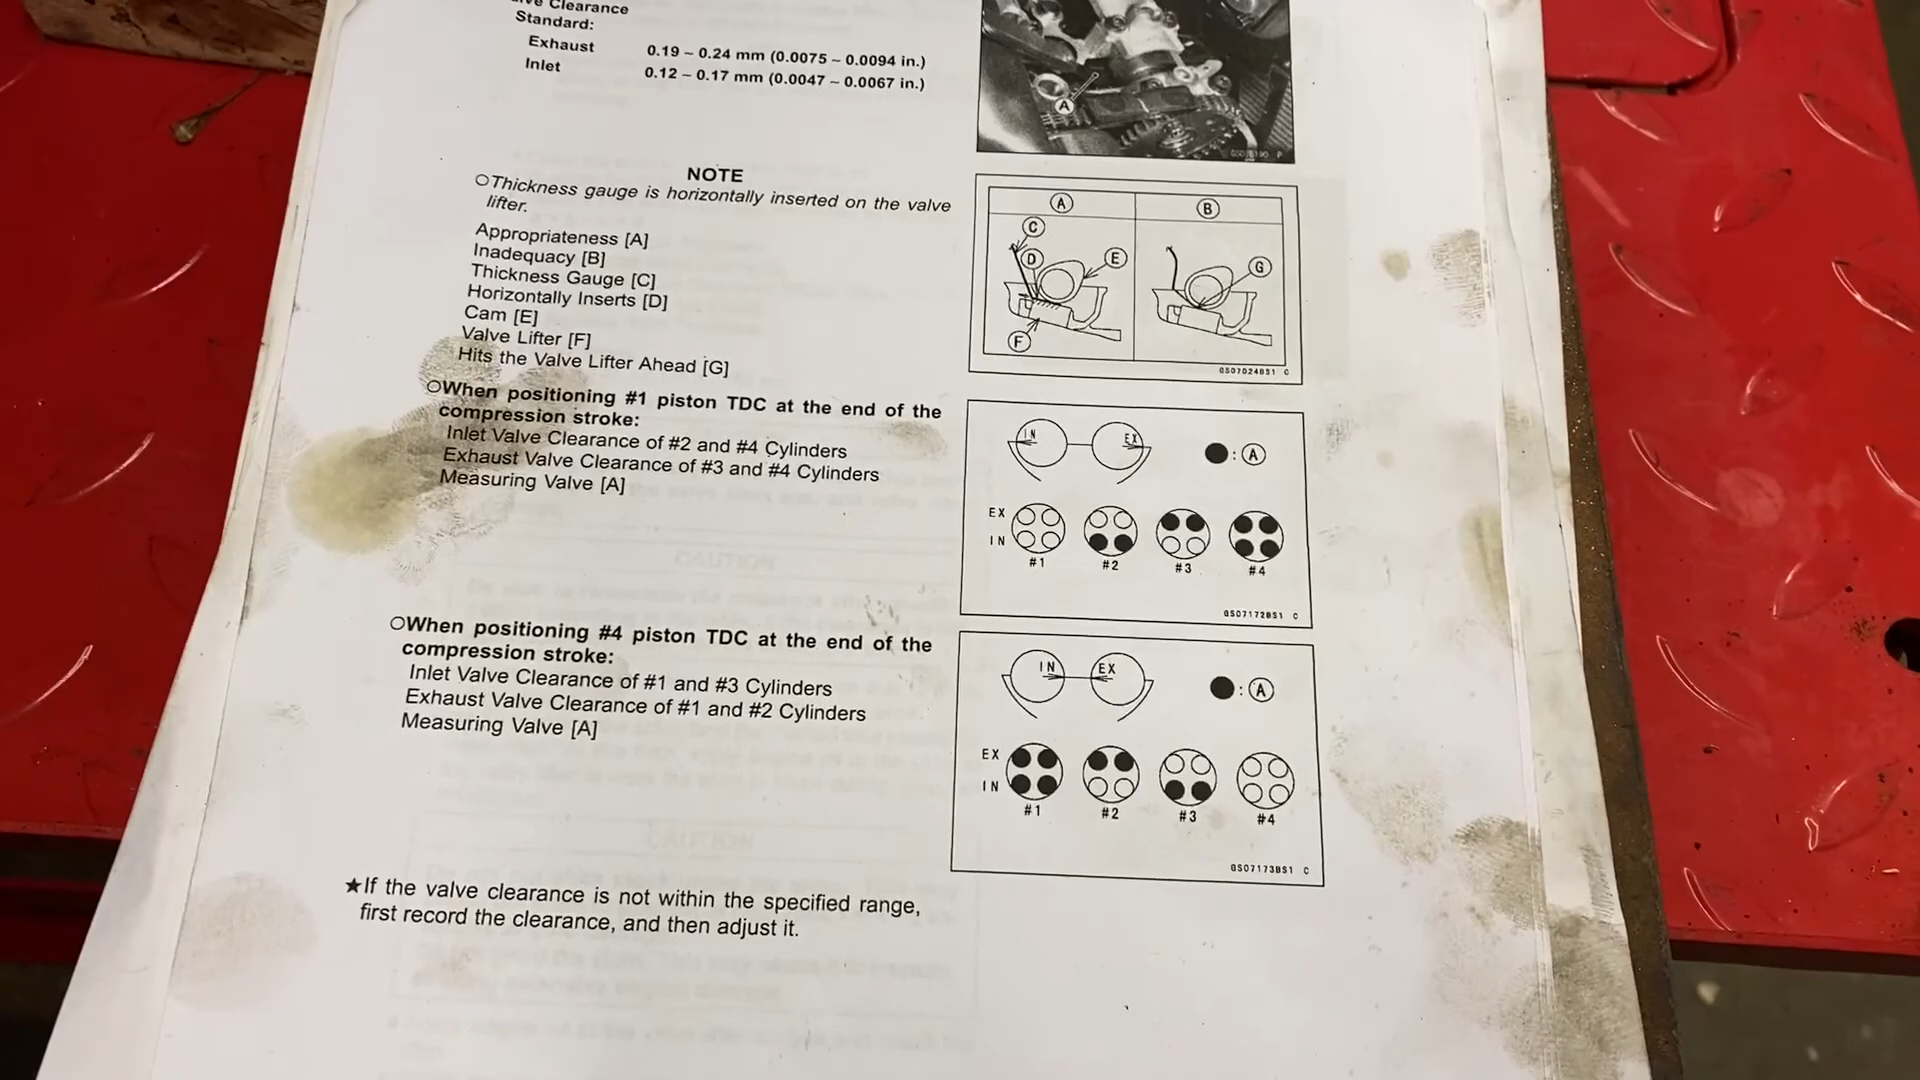 Clearance
Standard:
Exhaust 0.19 – 0.24 mm (0.0075 – 0.0094 in.)
Inlet 0.12 – 0.17 mm (0.0047 – 0.0067 in.)
A
NOTE
○Thickness gauge is horizontally inserted on the valve
lifter.
Appropriateness [A]
Inadequacy [B]
Thickness Gauge [C]
Horizontally Inserts [D]
Cam [E]
Valve Lifter [F]
Hits the Valve Lifter Ahead [G]
A B
C
D E G
F
GS07024BS1 C
○When positioning #1 piston TDC at the end of the
compression stroke:
Inlet Valve Clearance of #2 and #4 Cylinders
Exhaust Valve Clearance of #3 and #4 Cylinders
Measuring Valve [A]
IN EX ●: A
EX
IN
#1 #2 #3 #4
GS07172BS1 C
○When positioning #4 piston TDC at the end of the
compression stroke:
Inlet Valve Clearance of #1 and #3 Cylinders
Exhaust Valve Clearance of #1 and #2 Cylinders
Measuring Valve [A]
IN EX ●: A
EX
IN
#1 #2 #3 #4
GS07173BS1 C
★If the valve clearance is not within the specified range,
first record the clearance, and then adjust it.
CAUTION
CAUTION